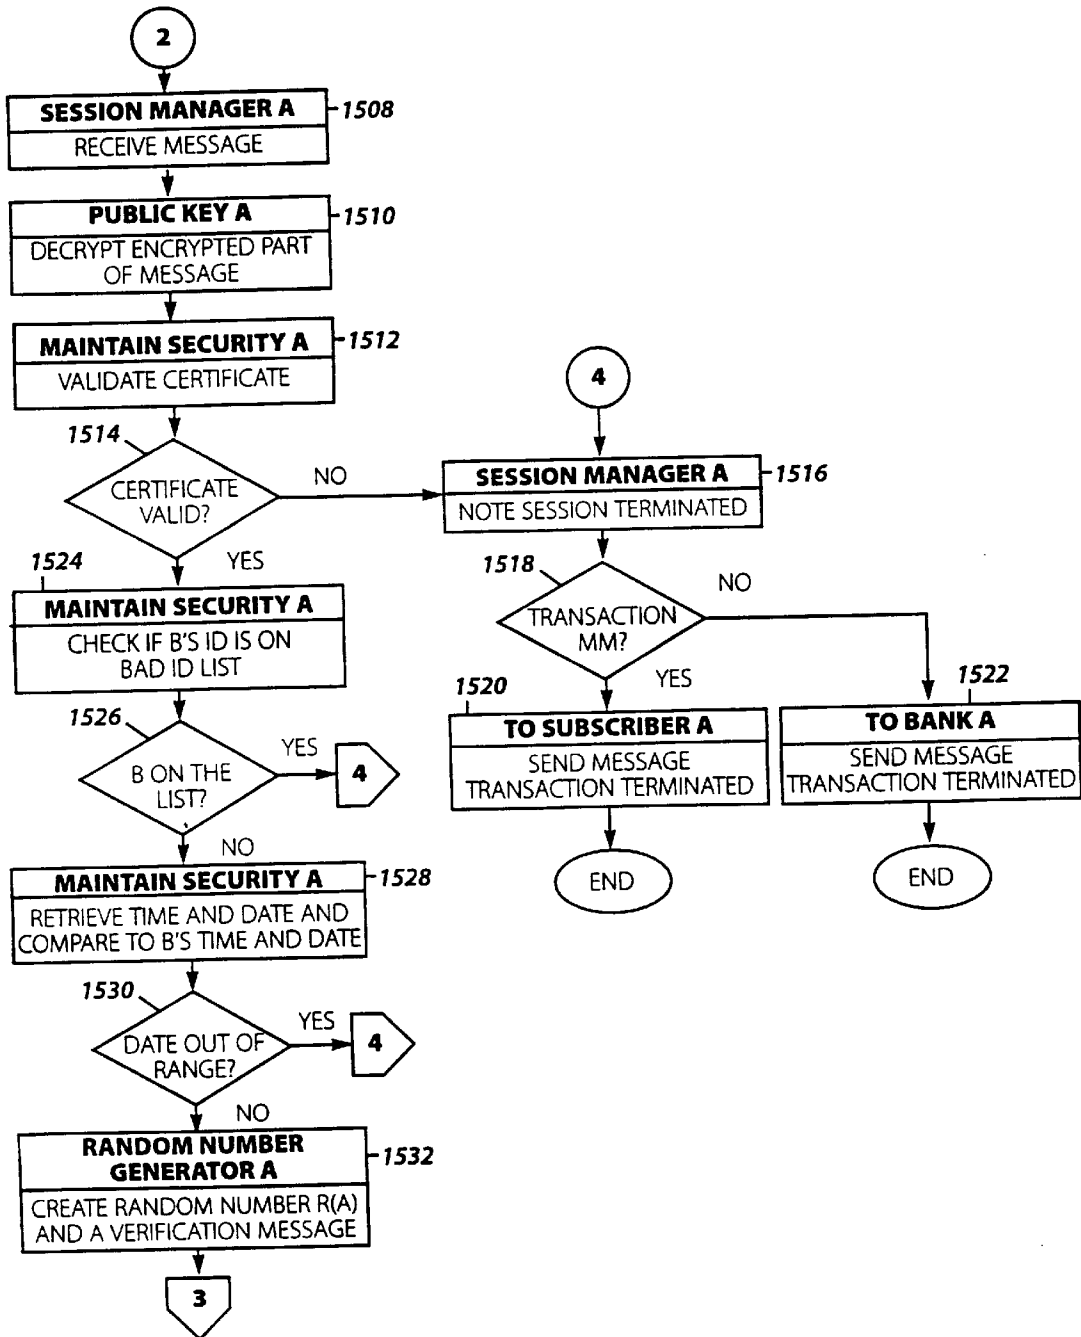 2
SESSION MANAGER A
1508
RECEIVE MESSAGE
PUBLIC KEY A
1510
DECRYPT ENCRYPTED PART
OF MESSAGE
MAINTAIN SECURITY A
1512
VALIDATE CERTIFICATE
1514
CERTIFICATE
VALID?
NO
YES
4
SESSION MANAGER A
1516
NOTE SESSION TERMINATED
1518
TRANSACTION
MM?
NO
YES
1520
TO SUBSCRIBER A
SEND MESSAGE
TRANSACTION TERMINATED
END
1522
TO BANK A
SEND MESSAGE
TRANSACTION TERMINATED
END
1524
MAINTAIN SECURITY A
CHECK IF B'S ID IS ON
BAD ID LIST
1526
B ON THE
LIST?
YES
4
NO
MAINTAIN SECURITY A
1528
RETRIEVE TIME AND DATE AND
COMPARE TO B'S TIME AND DATE
1530
DATE OUT OF
RANGE?
YES
4
NO
RANDOM NUMBER
GENERATOR A
1532
CREATE RANDOM NUMBER R(A)
AND A VERIFICATION MESSAGE
3